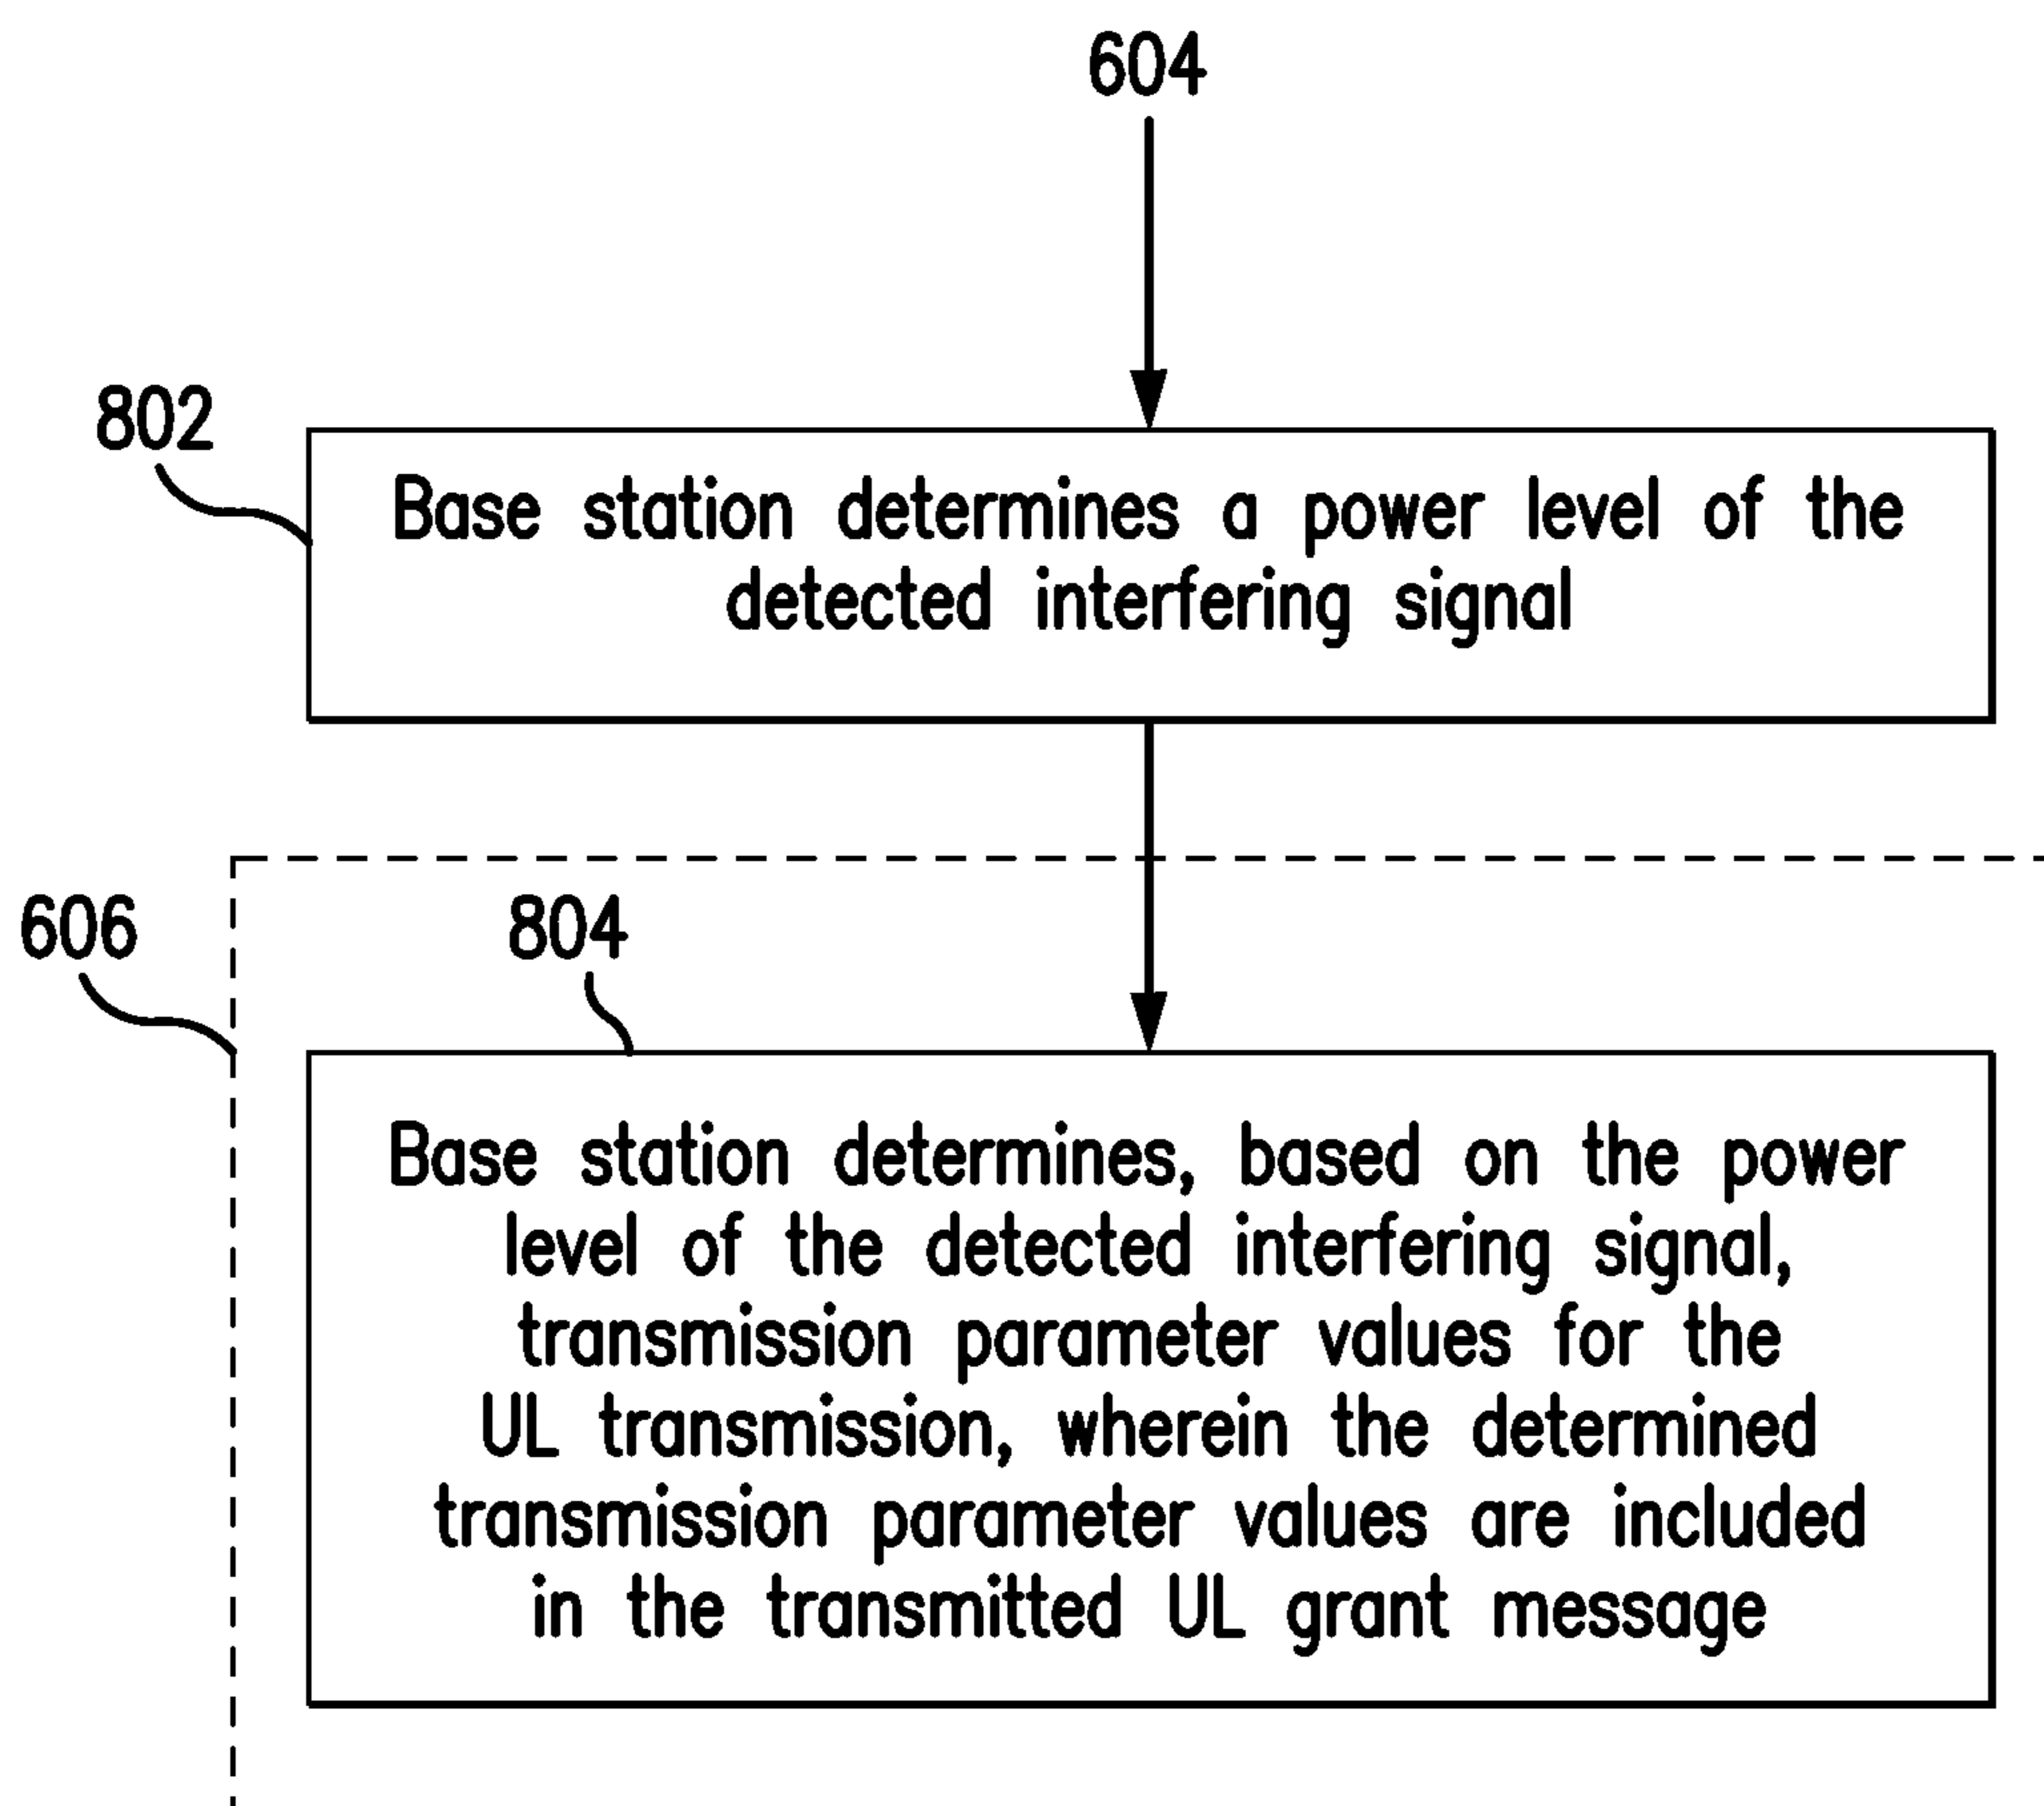 604
802
Base station determines a power level of the
detected interfering signal
606
804
Base station determines, based on the power
level of the detected interfering signal,
transmission parameter values for the
UL transmission, wherein the determined
transmission parameter values are included
in the transmitted UL grant message